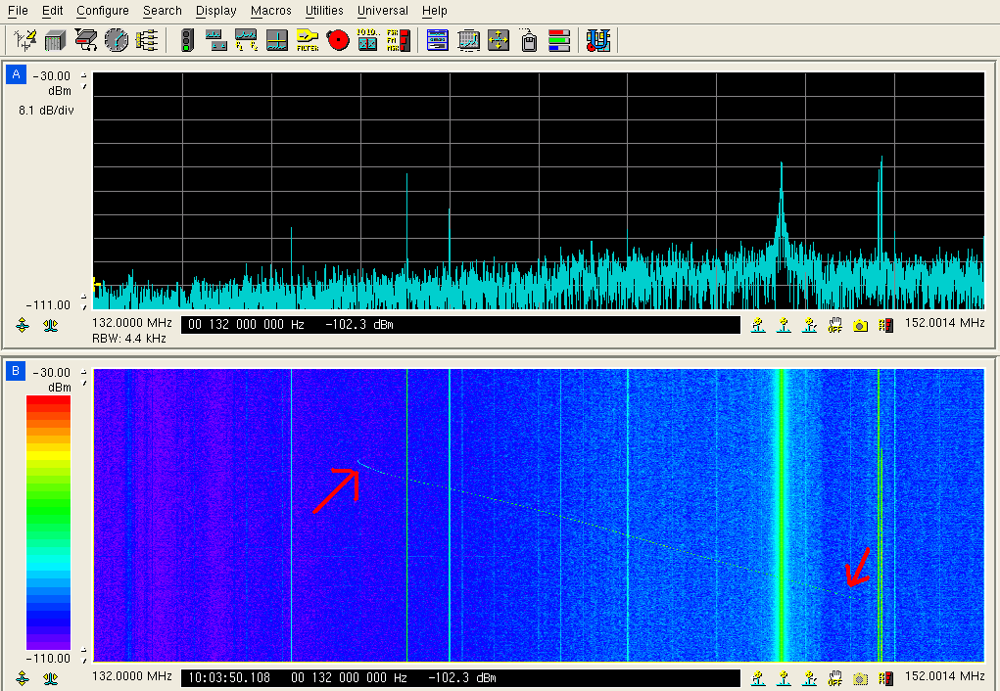 File Edit Configure Search Display Macros Utilities Universal Help
FILTER
A
-30.00
dBm
8.1 dB/div
-111.00
132.0000 MHz 00 132 000 000 Hz -102.3 dBm OFF 152.0014 MHz
RBW: 4.4 kHz
B
-30.00
dBm
-110.00
132.0000 MHz 10:03:50.108 00 132 000 000 Hz -102.3 dBm OFF 152.0014 MHz